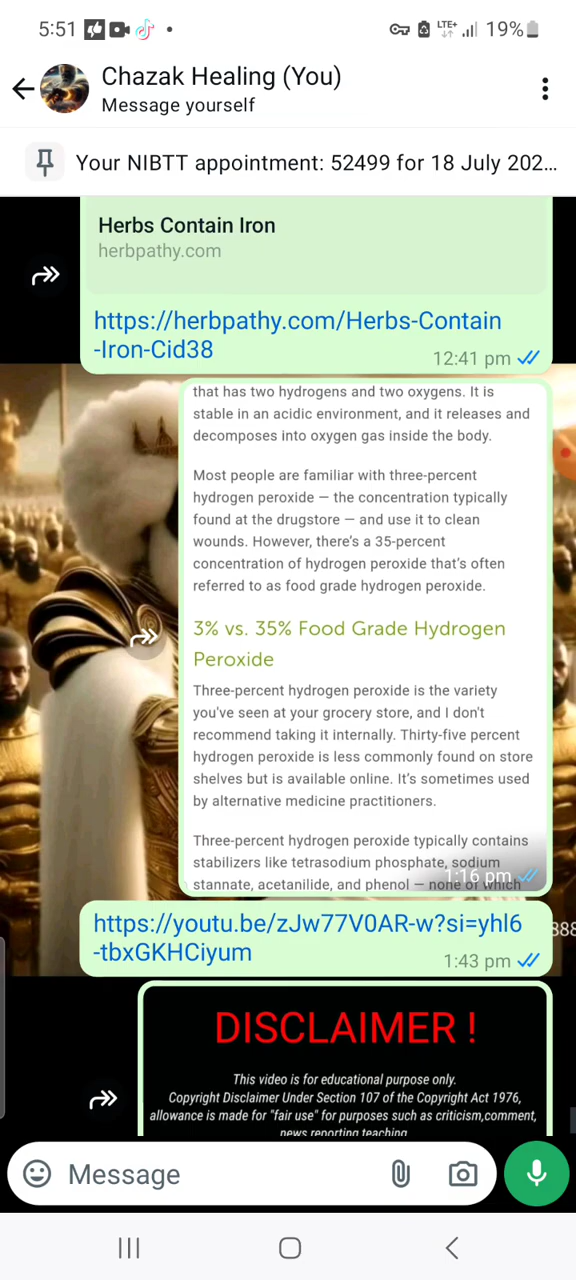 5:51
LTE+
19%
Chazak Healing (You)
Message yourself
Your NIBTT appointment: 52499 for 18 July 202...
Herbs Contain Iron
herbpathy.com
https://herbpathy.com/Herbs-Contain
-Iron-Cid38
12:41 pm
that has two hydrogens and two oxygens. It is
stable in an acidic environment, and it releases and
decomposes into oxygen gas inside the body.
Most people are familiar with three-percent
hydrogen peroxide — the concentration typically
found at the drugstore — and use it to clean
wounds. However, there's a 35-percent
concentration of hydrogen peroxide that's often
referred to as food grade hydrogen peroxide.
3% vs. 35% Food Grade Hydrogen
Peroxide
Three-percent hydrogen peroxide is the variety
you've seen at your grocery store, and I don't
recommend taking it internally. Thirty-five percent
hydrogen peroxide is less commonly found on store
shelves but is available online. It's sometimes used
by alternative medicine practitioners.
Three-percent hydrogen peroxide typically contains
stabilizers like tetrasodium phosphate, sodium
stannate, acetanilide, and phenol — none of which
1:16 pm
https://youtu.be/zJw77V0AR-w?si=yhl6
-tbxGKHCiyum
1:43 pm
888
DISCLAIMER !
This video is for educational purpose only.
Copyright Disclaimer Under Section 107 of the Copyright Act 1976,
allowance is made for "fair use" for purposes such as criticism,comment,
news reporting teaching
Message